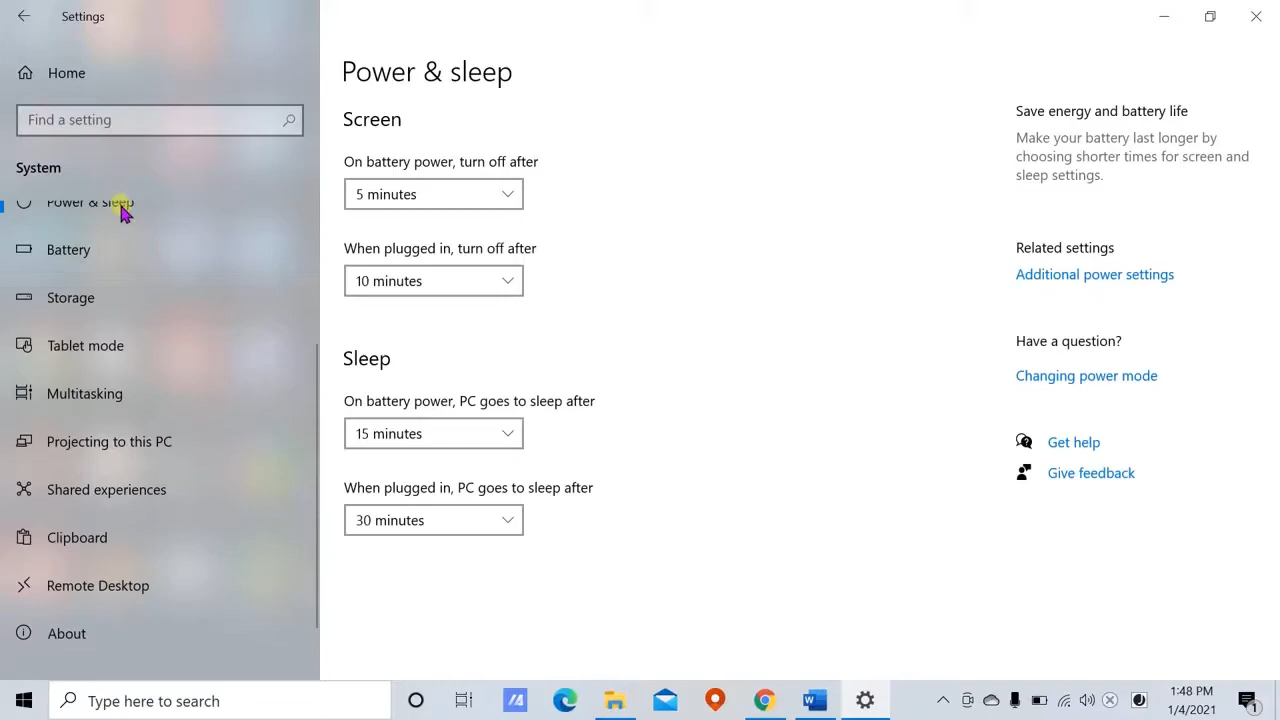 Settings
Home
Find a setting
System
Power & sleep
Battery
Storage
Tablet mode
Multitasking
Projecting to this PC
Shared experiences
Clipboard
Remote Desktop
About
Power & sleep
Screen
On battery power, turn off after
5 minutes
When plugged in, turn off after
10 minutes
Sleep
On battery power, PC goes to sleep after
15 minutes
When plugged in, PC goes to sleep after
30 minutes
Save energy and battery life
Make your battery last longer by
choosing shorter times for screen and
sleep settings.
Related settings
Additional power settings
Have a question?
Changing power mode
Get help
Give feedback
Type here to search
1:48 PM
1/4/2021
1